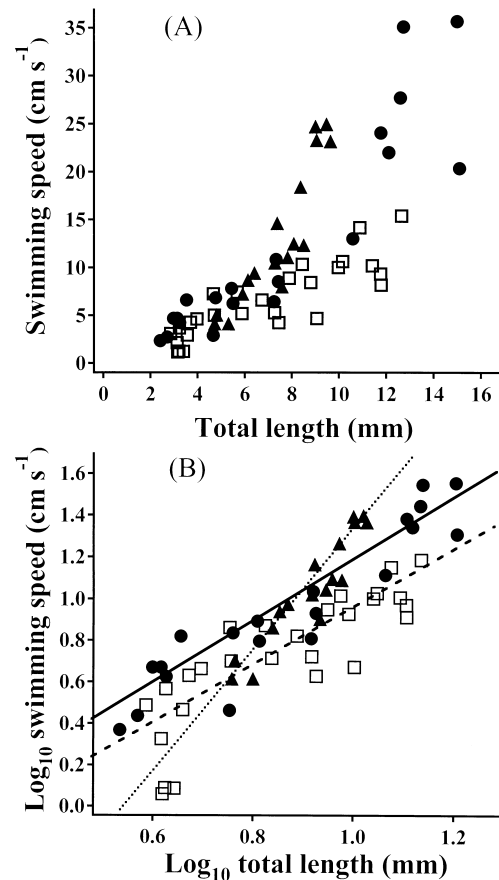 (A)
35
30
25
20
15
10
5
0
Swimming speed (cm s⁻¹)
0 2 4 6 8 10 12 14 16
Total length (mm)
(B)
1.6
1.4
1.2
1.0
0.8
0.6
0.4
0.2
0.0
Log₁₀ swimming speed (cm s⁻¹)
0.6 0.8 1.0 1.2
Log₁₀ total length (mm)